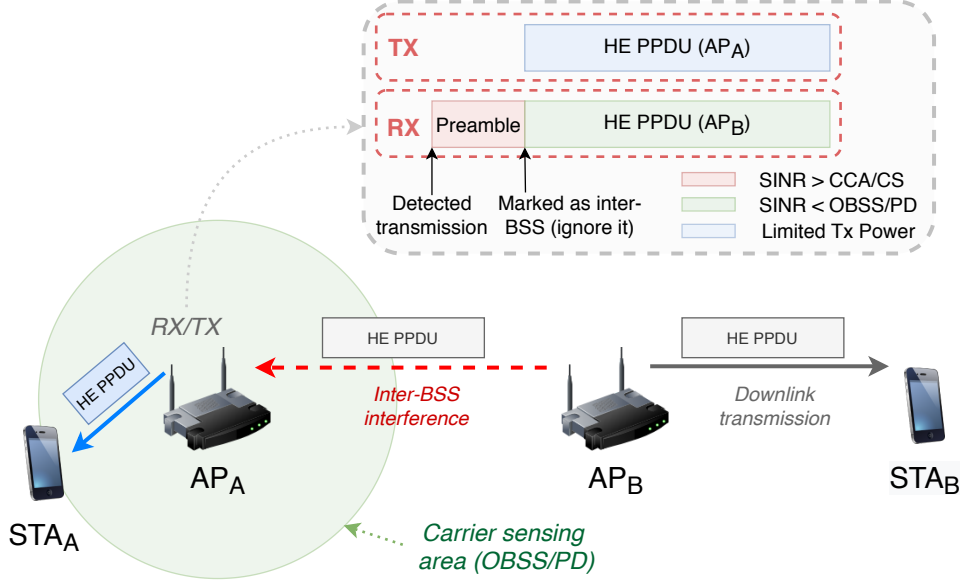 TX
HE PPDU (APA)
RX
Preamble
HE PPDU (APB)
Detected
transmission
Marked as inter-
BSS (ignore it)
SINR > CCA/CS
SINR < OBSS/PD
Limited Tx Power
RX/TX
HE PPDU
HE PPDU
HE PPDU
Inter-BSS
interference
Downlink
transmission
APA
APB
STAA
STAB
Carrier sensing
area (OBSS/PD)